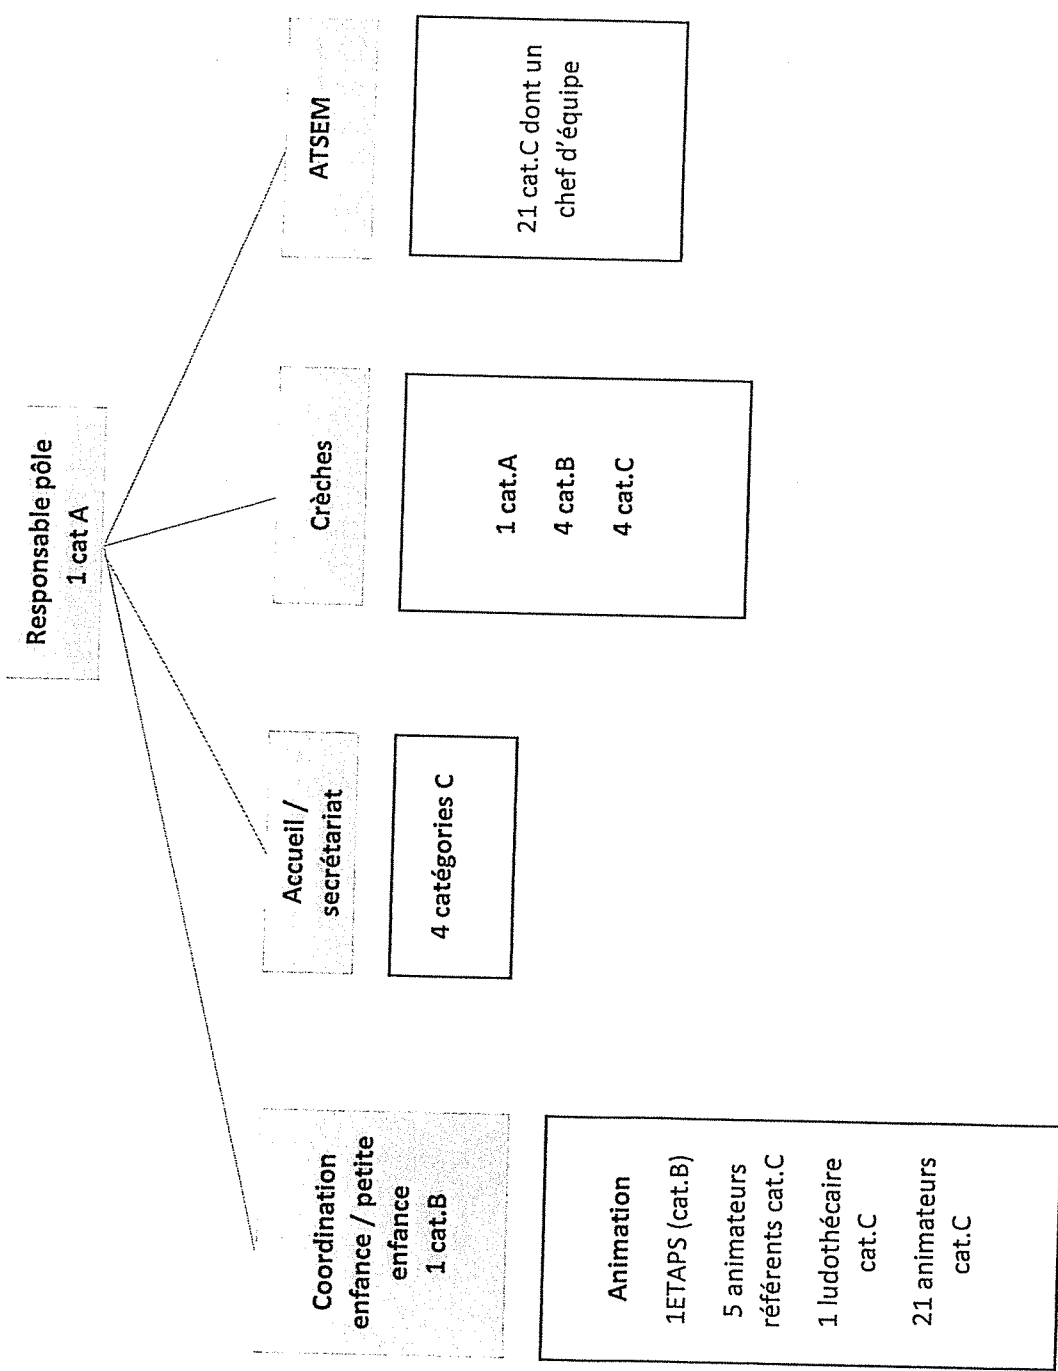 Responsable pôle
1 cat A
Coordination
enfance / petite
enfance
1 cat.B
Animation
1ETAPS (cat.B)
5 animateurs
référents cat.C
1 ludothécaire
cat.C
21 animateurs
cat.C
Accueil /
secrétariat
4 catégories C
Crèches
1 cat.A
4 cat.B
4 cat.C
ATSEM
21 cat.C dont un
chef d'équipe